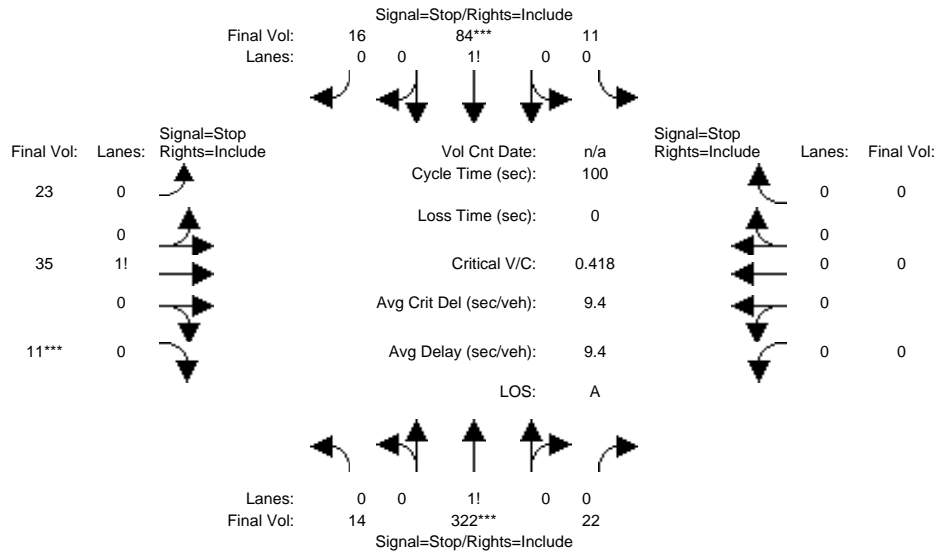 Signal=Stop/Rights=Include
Final Vol: 16 84*** 11
Lanes: 0 0 1! 0 0
Signal=Stop Signal=Stop
Final Vol: Lanes: Rights=Include Vol Cnt Date: n/a Rights=Include Lanes: Final Vol:
Cycle Time (sec): 100
23 0 0 0
Loss Time (sec): 0
0 0
35 1! Critical V/C: 0.418 0 0
0 Avg Crit Del (sec/veh): 9.4 0
11*** 0 Avg Delay (sec/veh): 9.4 0 0
LOS: A
Lanes: 0 0 1! 0 0
Final Vol: 14 322*** 22
Signal=Stop/Rights=Include